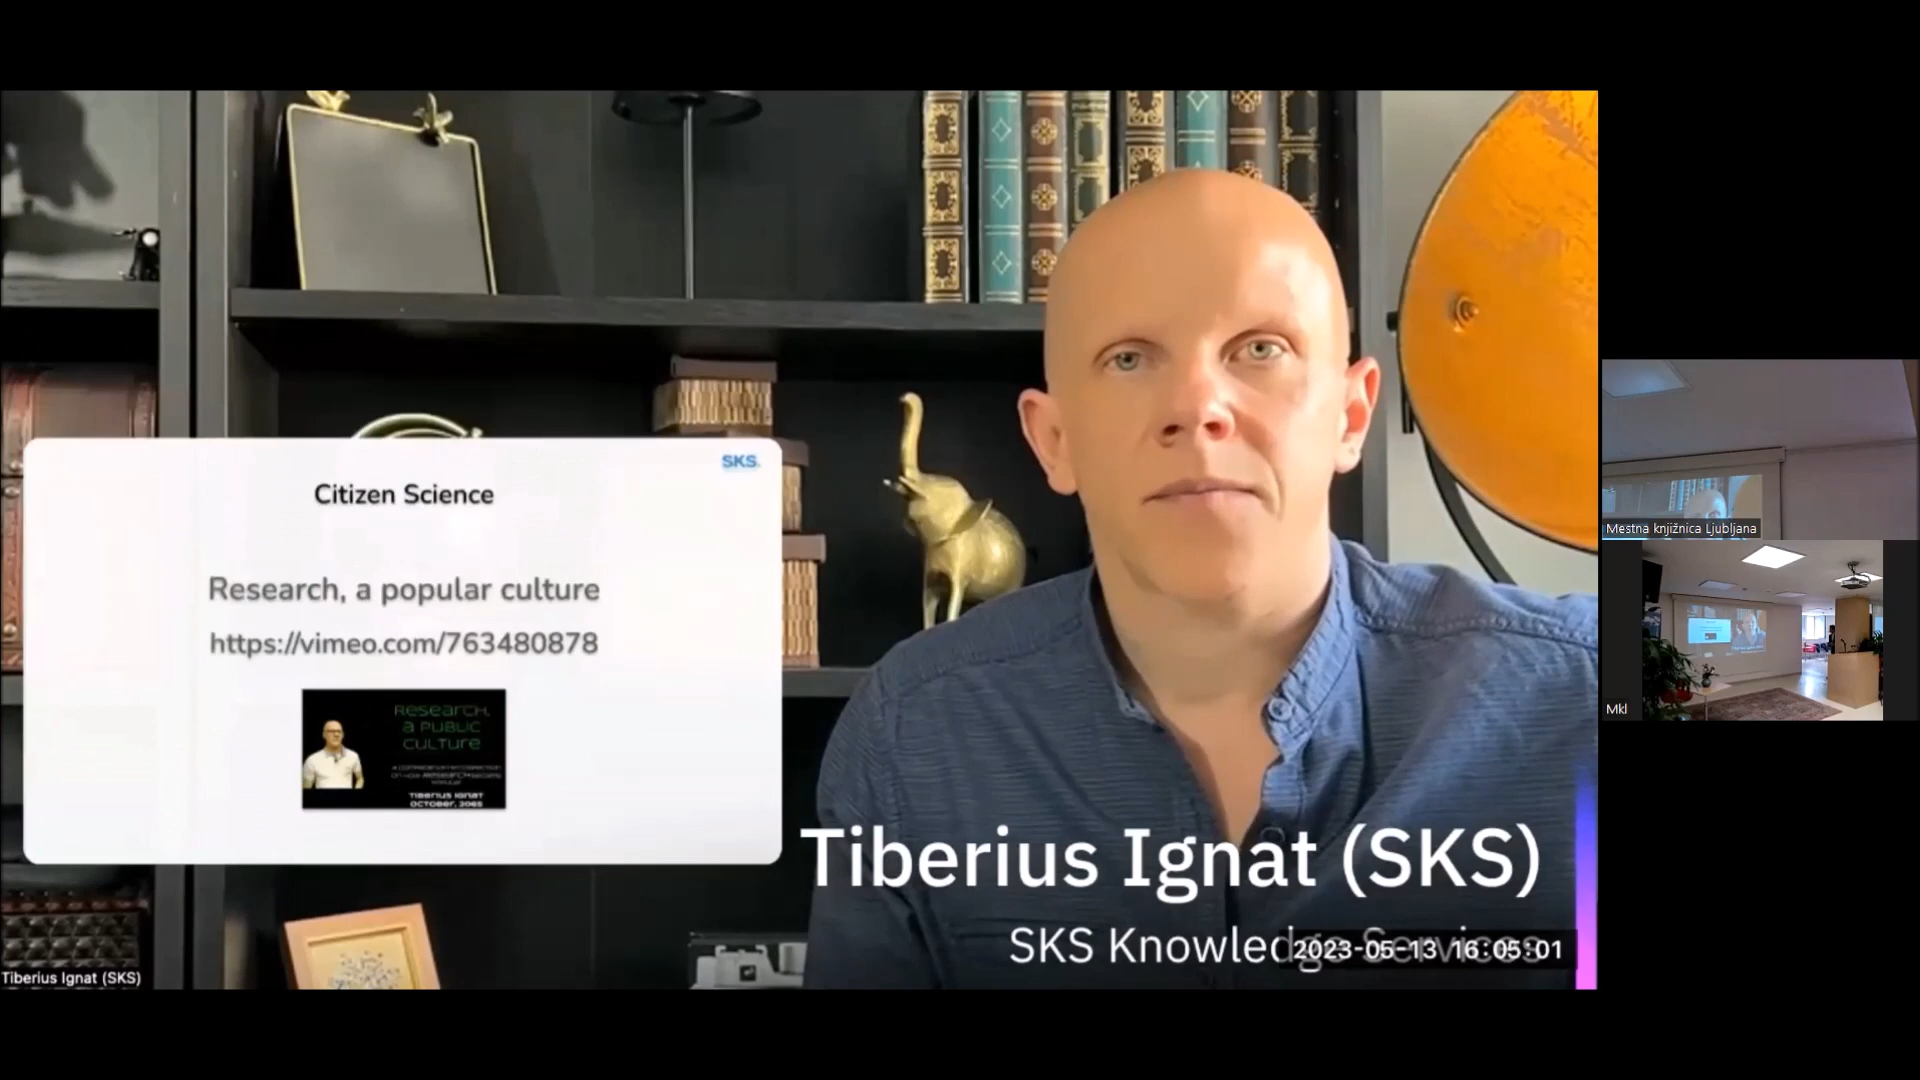 SKS
Citizen Science
Research, a popular culture
https://vimeo.com/763480878
Research,
a public
culture
Tiberius Ignat
October, 2065
Tiberius Ignat (SKS)
SKS Knowledge Services
2023-05-13 16:05:01
Tiberius Ignat (SKS)
Mestna knjižnica Ljubljana
Mkl